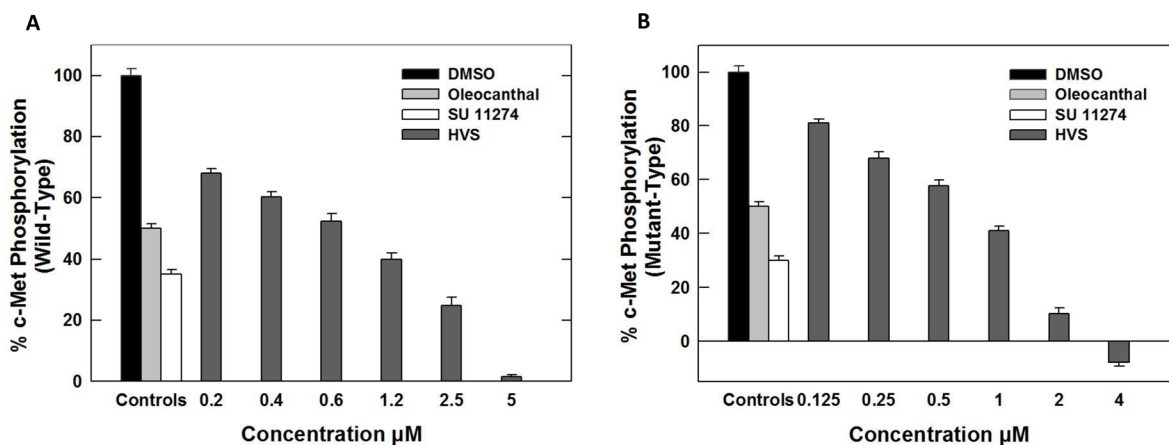 A
% c-Met Phosphorylation
(Wild-Type)
100
80
60
40
20
0
DMSO
Oleocanthal
SU 11274
HVS
Controls 0.2 0.4 0.6 1.2 2.5 5
Concentration µM
B
% c-Met Phosphorylation
(Mutant-Type)
100
80
60
40
20
0
DMSO
Oleocanthal
SU 11274
HVS
Controls 0.125 0.25 0.5 1 2 4
Concentration µM